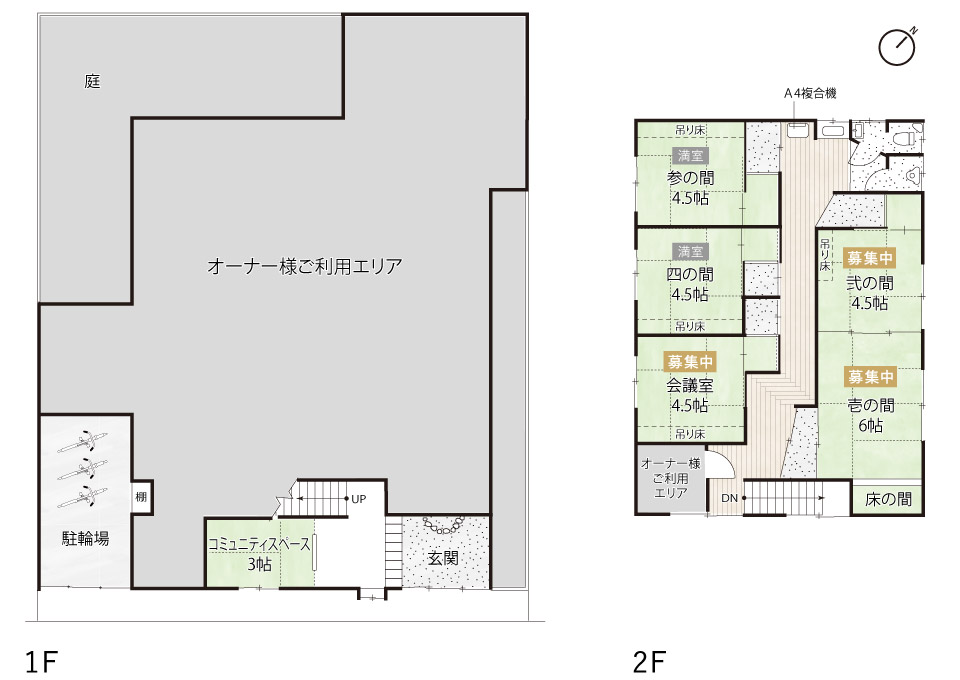 庭
オーナー様ご利用エリア
棚
駐輪場
UP
コミュニティスペース
3帖
玄関
1F
N
A4複合機
吊り床
満室
参の間
4.5帖
満室
四の間
4.5帖
吊り床
吊り床
募集中
弐の間
4.5帖
募集中
会議室
4.5帖
吊り床
募集中
壱の間
6帖
オーナー様
ご利用
エリア
DN
床の間
2F